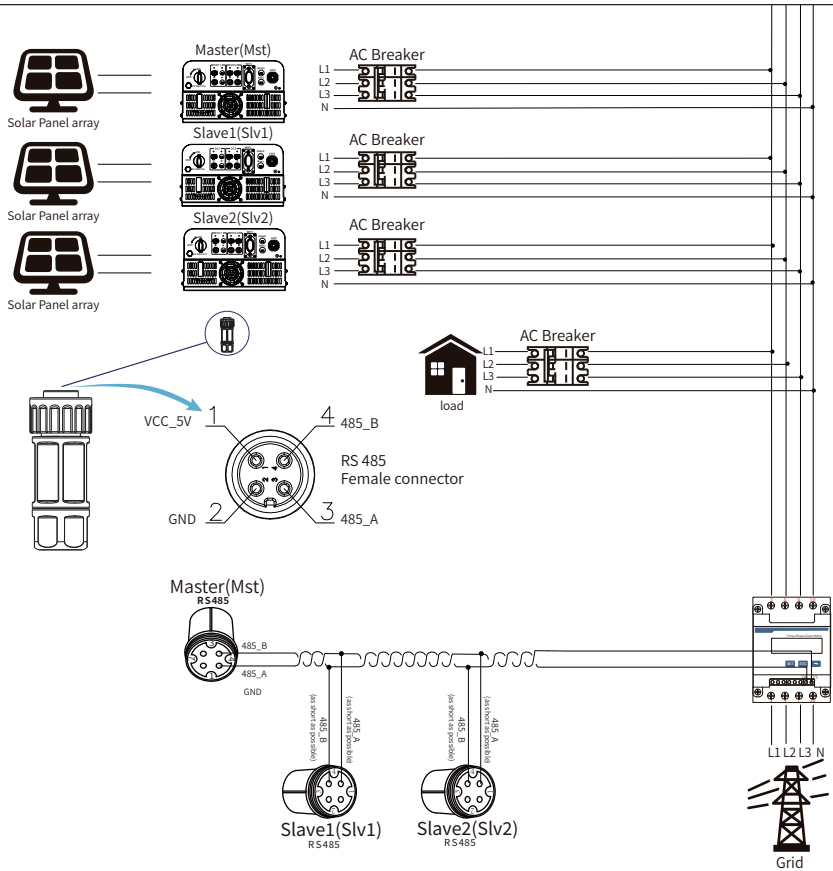 Master(Mst)
AC Breaker
L1
L2
L3
N
Solar Panel array
Slave1(Slv1)
AC Breaker
L1
L2
L3
N
Solar Panel array
Slave2(Slv2)
AC Breaker
L1
L2
L3
N
Solar Panel array
AC Breaker
L1
L2
L3
N
load
VCC_5V
1
4
485_B
RS 485
Female connector
GND
2
3
485_A
1
4
2
3
Master(Mst)
RS485
485_B
485_A
GND
485_B
(as short as possible)
485_A
(as short as possible)
485_B
(as short as possible)
485_A
(as short as possible)
Slave1(Slv1)
RS485
Slave2(Slv2)
RS485
L1 L2 L3 N
Grid